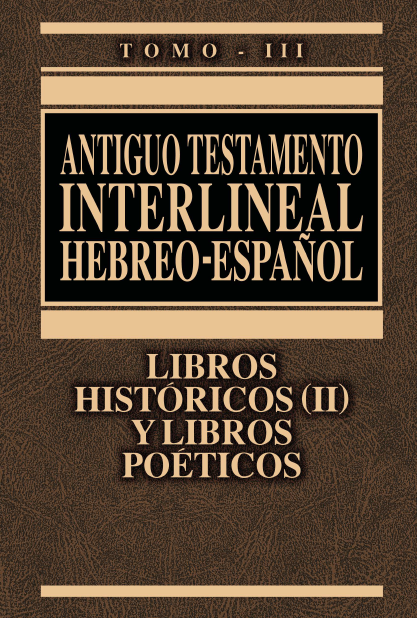 TOMO - III
ANTIGUO TESTAMENTO
INTERLINEAL
HEBREO-ESPAÑOL
LIBROS
HISTÓRICOS (II)
Y LIBROS
POÉTICOS